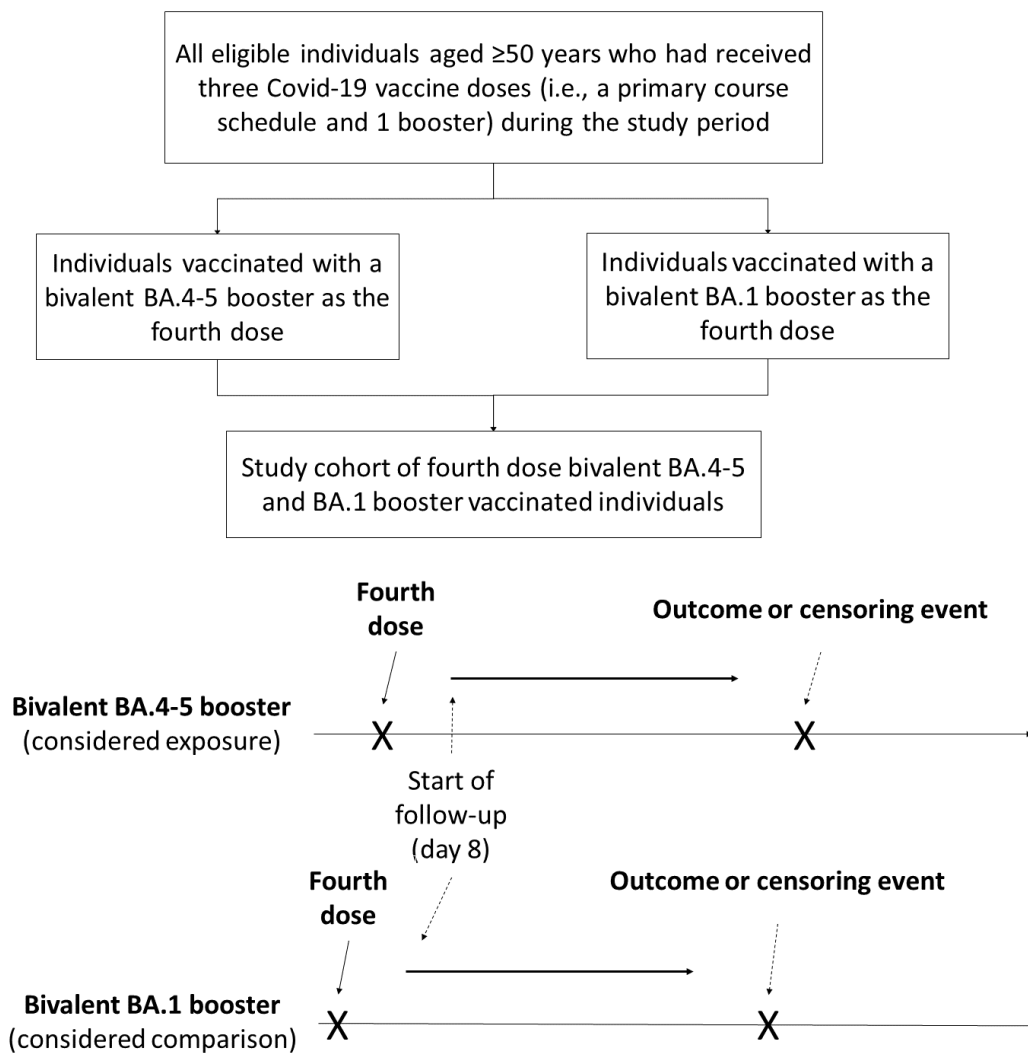 All eligible individuals aged ≥50 years who had received
three Covid-19 vaccine doses (i.e., a primary course
schedule and 1 booster) during the study period
Individuals vaccinated with a
bivalent BA.4-5 booster as the
fourth dose
Individuals vaccinated with a
bivalent BA.1 booster as the
fourth dose
Study cohort of fourth dose bivalent BA.4-5
and BA.1 booster vaccinated individuals
Fourth
dose
Outcome or censoring event
Bivalent BA.4-5 booster
(considered exposure)
X
X
Start of
follow-up
(day 8)
Fourth
dose
Outcome or censoring event
Bivalent BA.1 booster
(considered comparison)
X
X